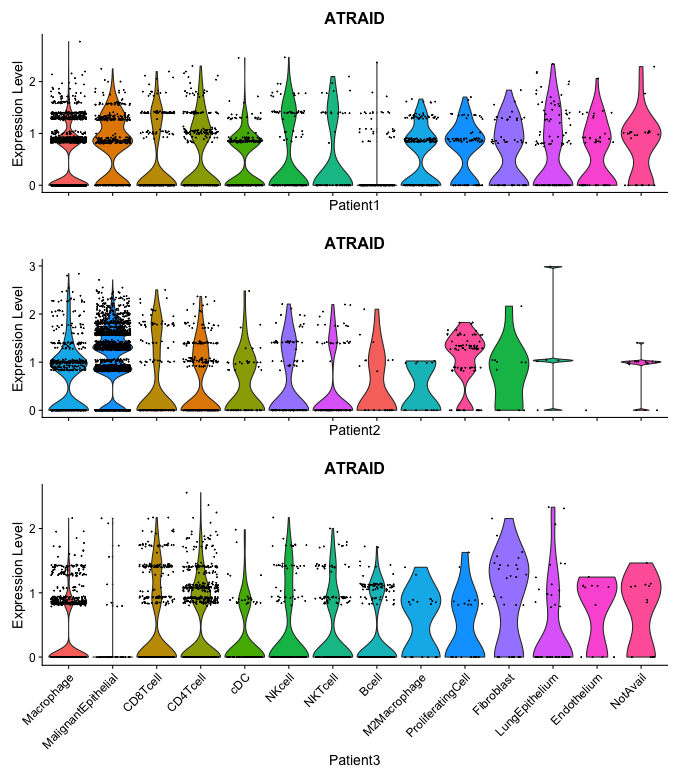 ATRAID
Expression Level
2
1
0
Patient1
ATRAID
Expression Level
3
2
1
0
Patient2
ATRAID
Expression Level
2
1
0
Macrophage
MalignantEpithelial
CD8Tcell
CD4Tcell
cDC
NKcell
NKTcell
Bcell
M2Macrophage
ProliferatingCell
Fibroblast
LungEpithelium
Endothelium
NotAvail
Patient3